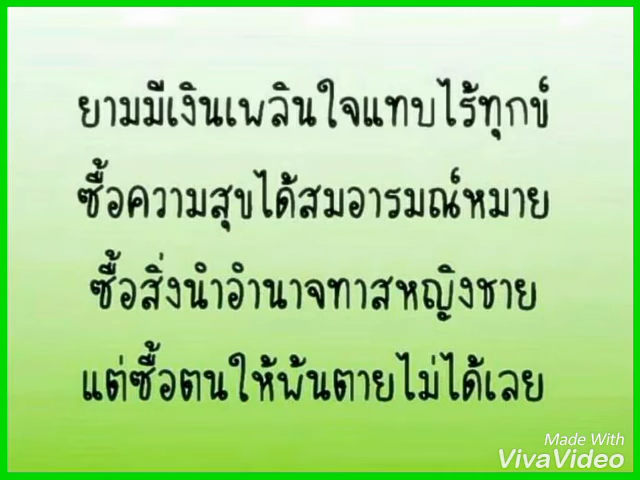 ยามมีเงินเพลินใจแทบไร้ทุกข์
ซื้อความสุขได้สมอารมณ์หมาย
ซื้อสิ่งนำอำนาจทาสหญิงชาย
แต่ซื้อตนให้พ้นตายไม่ได้เลย
Made With
VivaVideo